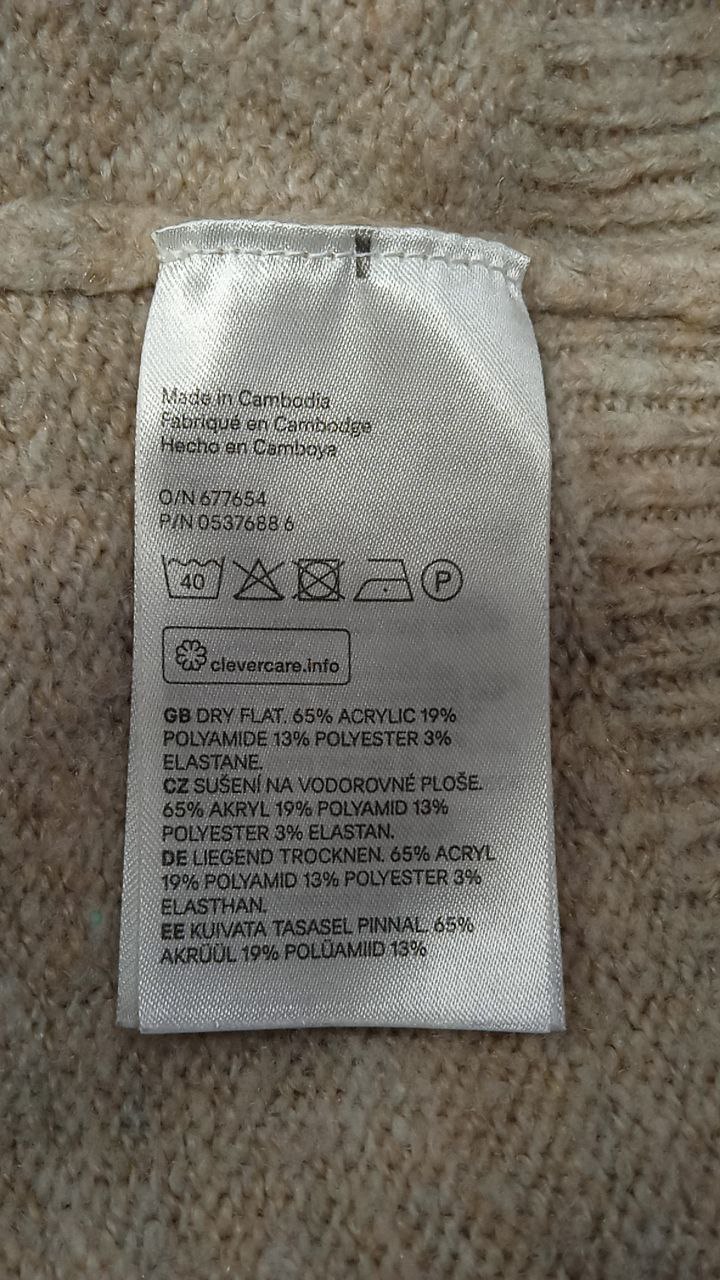 Made in Cambodia
Fabriqué en Cambodge
Hecho en Camboya
O/N 677654
P/N 0537688 6
40 P
clevercare.info
GB DRY FLAT. 65% ACRYLIC 19%
POLYAMIDE 13% POLYESTER 3%
ELASTANE.
CZ SUŠENÍ NA VODOROVNÉ PLOŠE.
65% AKRYL 19% POLYAMID 13%
POLYESTER 3% ELASTAN.
DE LIEGEND TROCKNEN. 65% ACRYL
19% POLYAMID 13% POLYESTER 3%
ELASTHAN.
EE KUIVATA TASASEL PINNAL. 65%
AKRÜÜL 19% POLÜAMIID 13%